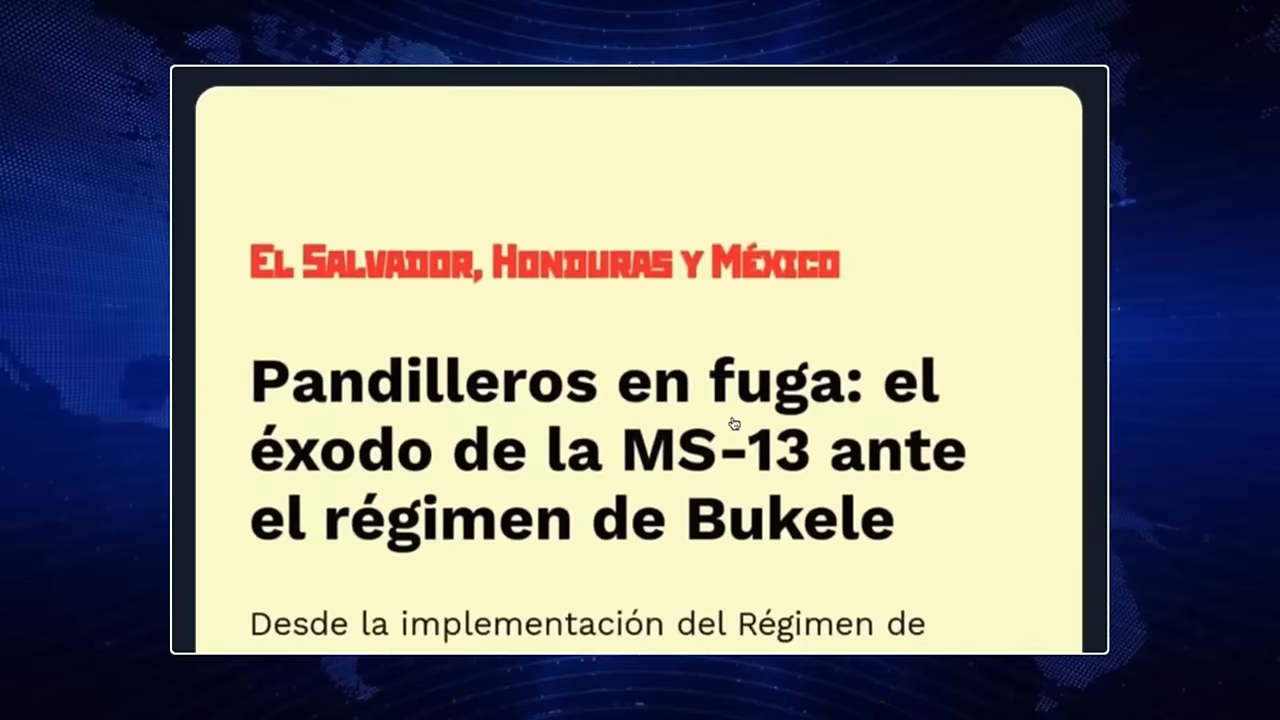 El Salvador, Honduras y México
Pandilleros en fuga: el
éxodo de la MS-13 ante
el régimen de Bukele
Desde la implementación del Régimen de